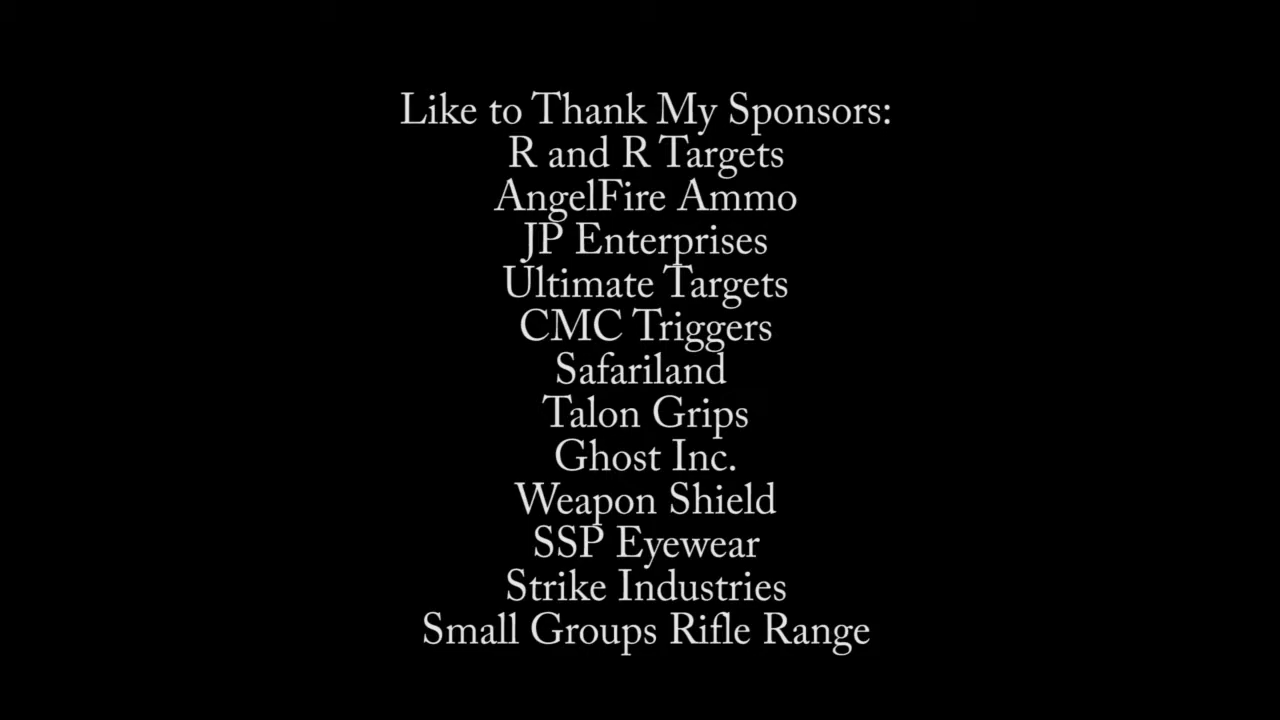 Like to Thank My Sponsors:
R and R Targets
AngelFire Ammo
JP Enterprises
Ultimate Targets
CMC Triggers
Safariland
Talon Grips
Ghost Inc.
Weapon Shield
SSP Eyewear
Strike Industries
Small Groups Rifle Range